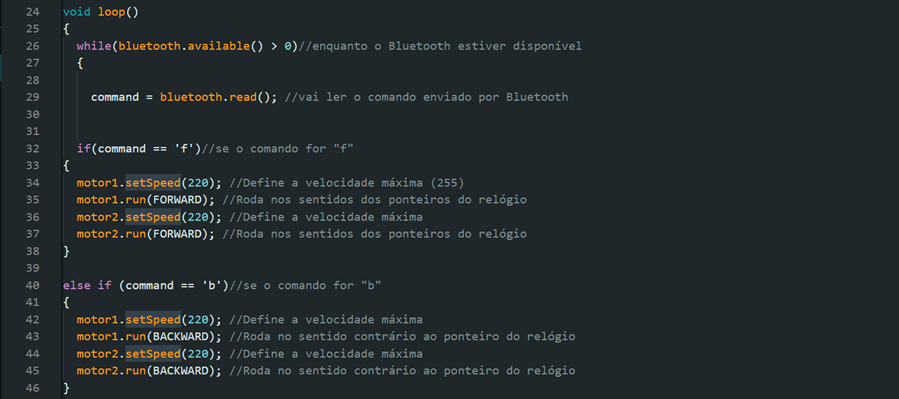 24 void loop()
25 {
26 while(bluetooth.available() > 0)//enquanto o Bluetooth estiver disponível
27 {
28
29 command = bluetooth.read(); //vai ler o comando enviado por Bluetooth
30
31
32 if(command == 'f')//se o comando for "f"
33 {
34 motor1.setSpeed(220); //Define a velocidade máxima (255)
35 motor1.run(FORWARD); //Roda nos sentidos dos ponteiros do relógio
36 motor2.setSpeed(220); //Define a velocidade máxima
37 motor2.run(FORWARD); //Roda nos sentidos dos ponteiros do relógio
38 }
39
40 else if (command == 'b')//se o comando for "b"
41 {
42 motor1.setSpeed(220); //Define a velocidade máxima
43 motor1.run(BACKWARD); //Roda no sentido contrário ao ponteiro do relógio
44 motor2.setSpeed(220); //Define a velocidade máxima
45 motor2.run(BACKWARD); //Roda no sentido contrário ao ponteiro do relógio
46 }